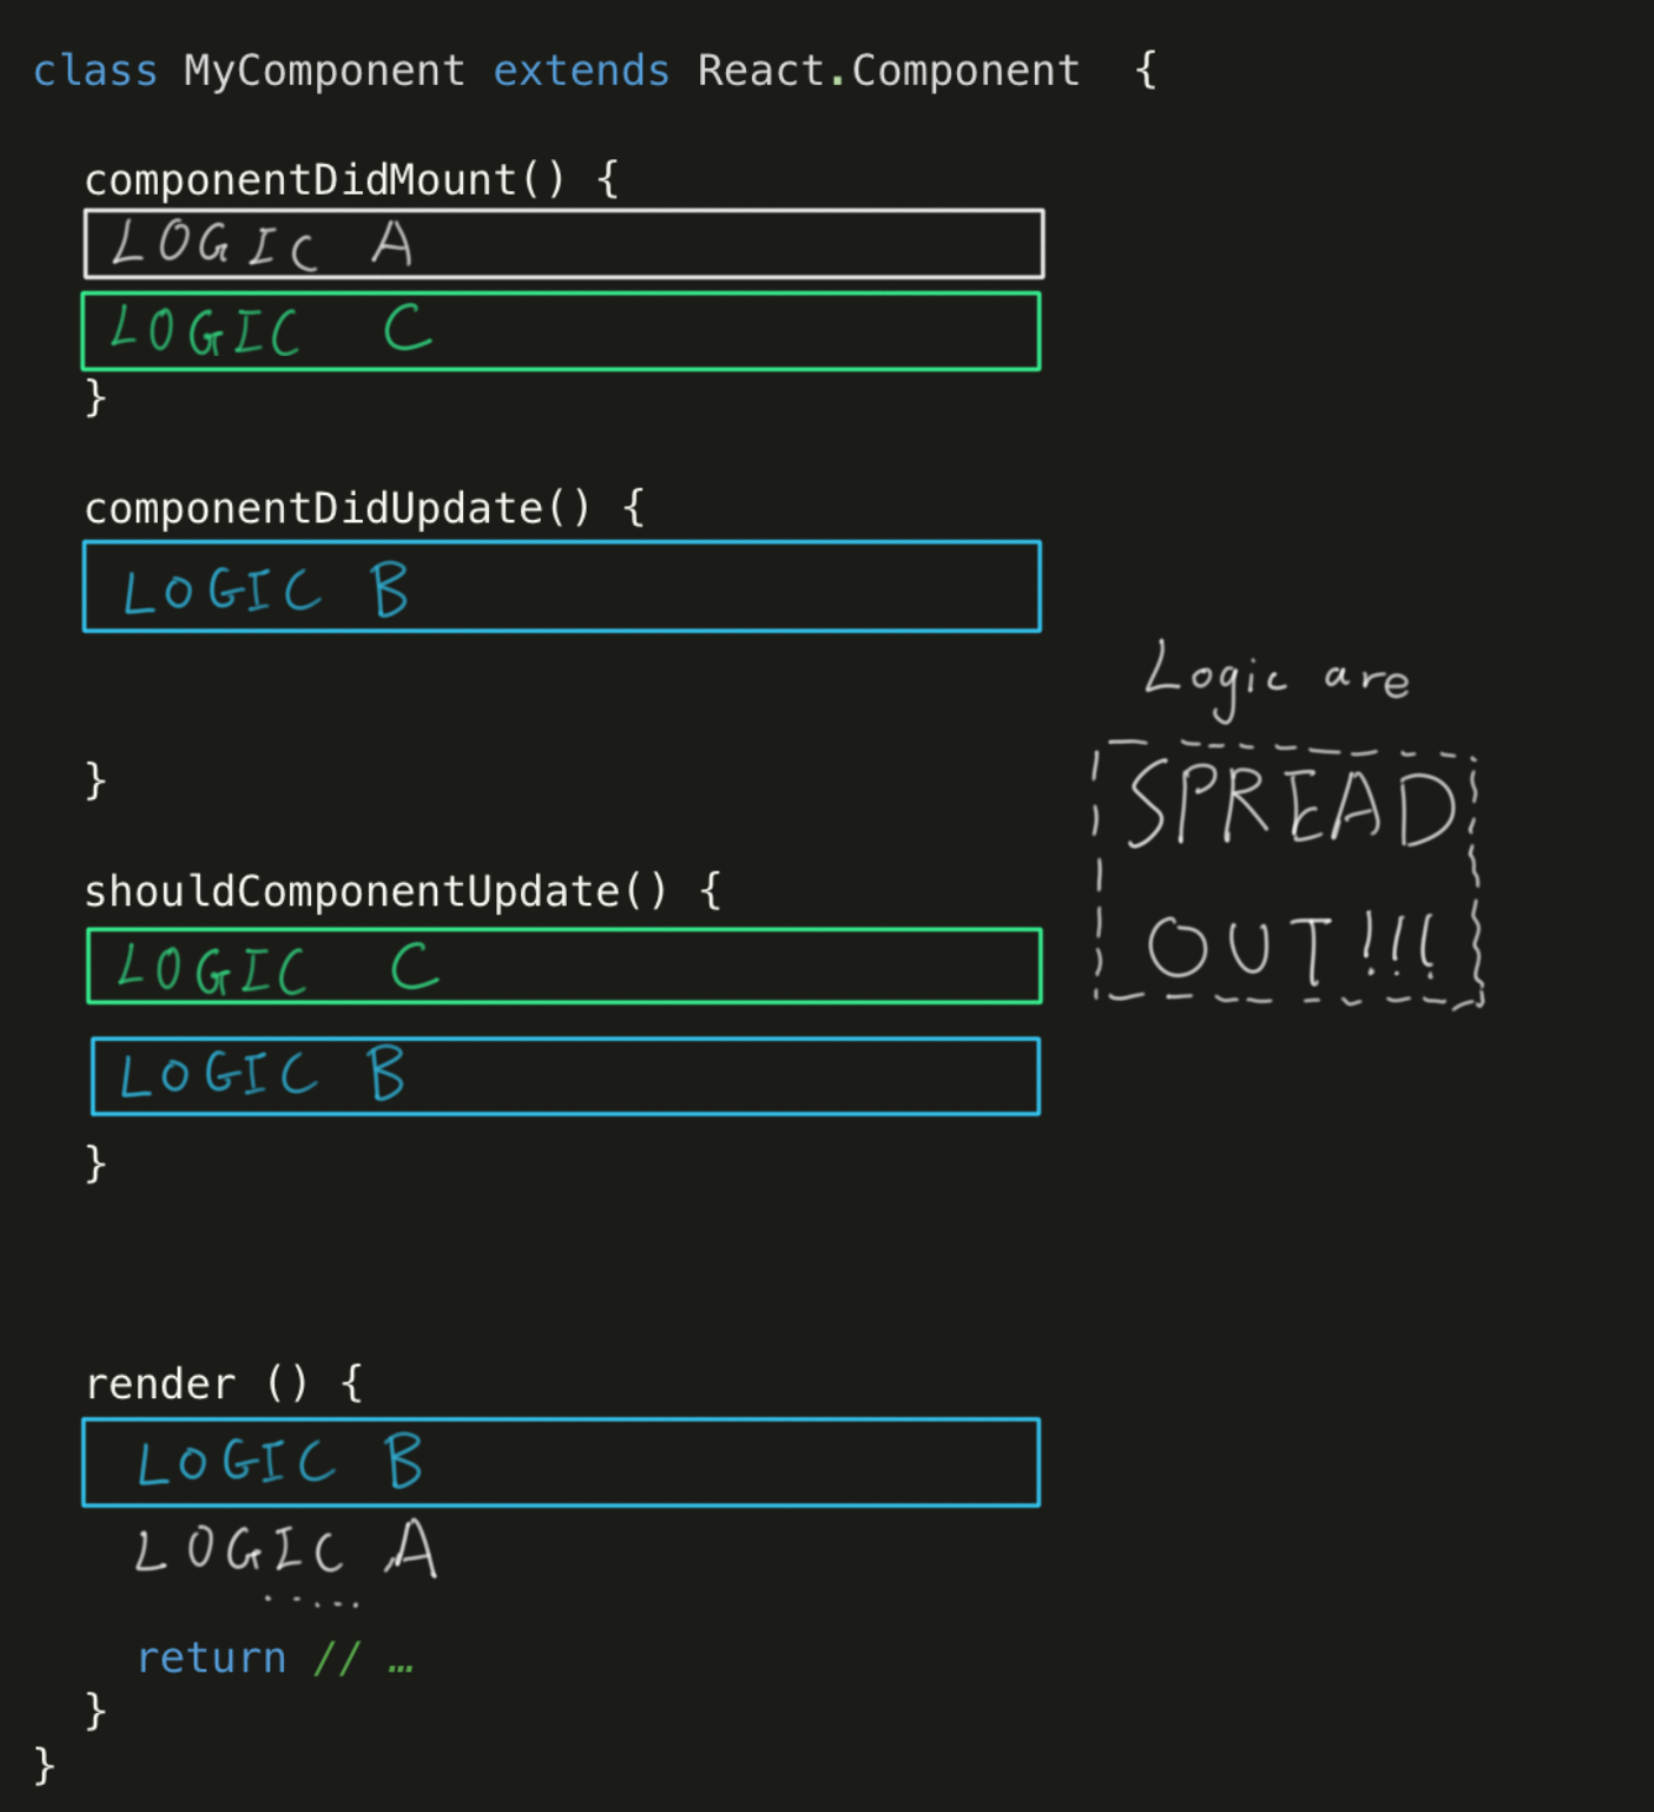 class MyComponent extends React.Component  {
componentDidMount() {
LOGIC A
LOGIC C
}
componentDidUpdate() {
LOGIC B
}
Logic are
SPREAD
OUT!!!
shouldComponentUpdate() {
LOGIC C
LOGIC B
}
render () {
LOGIC B
LOGIC A
.....
return // …
}
}